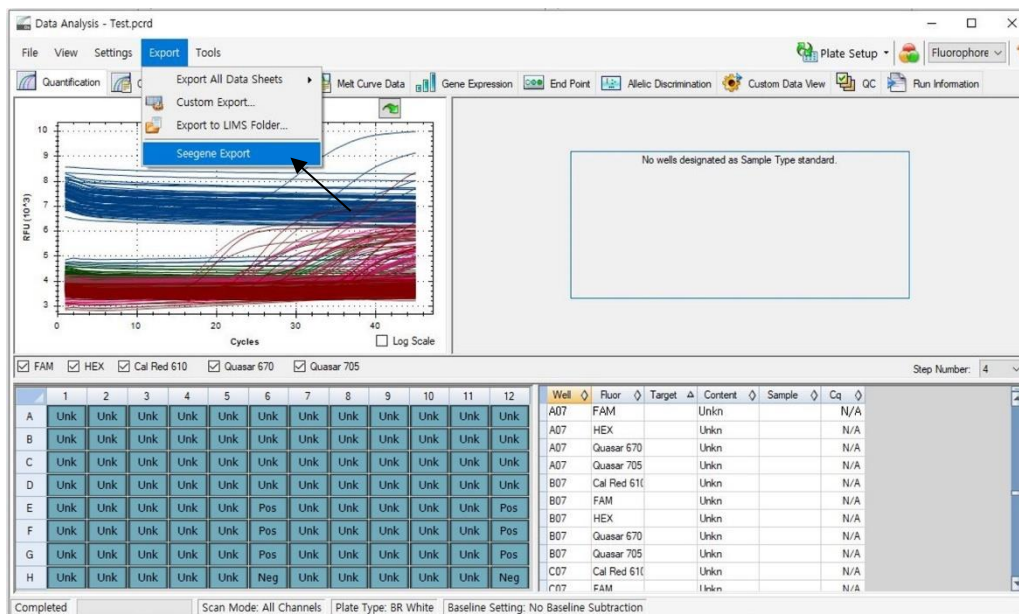 Data Analysis - Test.pcrd
File View Settings Export Tools
Plate Setup
Fluorophore
Quantification
Melt Curve Data
Gene Expression
End Point
Allelic Discrimination
Custom Data View
QC
Run Information
Export All Data Sheets
Custom Export...
Export to LIMS Folder...
Seegene Export
10
9
8
7
6
5
4
3
RFU (10^3)
0 10 20 30 40
Cycles
Log Scale
No wells designated as Sample Type standard.
FAM HEX Cal Red 610 Quasar 670 Quasar 705
Step Number: 4
1 2 3 4 5 6 7 8 9 10 11 12
A Unk Unk Unk Unk Unk Unk Unk Unk Unk Unk Unk Unk
B Unk Unk Unk Unk Unk Unk Unk Unk Unk Unk Unk Unk
C Unk Unk Unk Unk Unk Unk Unk Unk Unk Unk Unk Unk
D Unk Unk Unk Unk Unk Unk Unk Unk Unk Unk Unk Unk
E Unk Unk Unk Unk Unk Pos Unk Unk Unk Unk Unk Pos
F Unk Unk Unk Unk Unk Pos Unk Unk Unk Unk Unk Pos
G Unk Unk Unk Unk Unk Pos Unk Unk Unk Unk Unk Pos
H Unk Unk Unk Unk Unk Neg Unk Unk Unk Unk Unk Neg
Well Fluor Target Content Sample Cq
A07 FAM Unkn N/A
A07 HEX Unkn N/A
A07 Quasar 670 Unkn N/A
A07 Quasar 705 Unkn N/A
B07 Cal Red 610 Unkn N/A
B07 FAM Unkn N/A
B07 HEX Unkn N/A
B07 Quasar 670 Unkn N/A
B07 Quasar 705 Unkn N/A
C07 Cal Red 610 Unkn N/A
C07 FAM Unkn N/A
Completed
Scan Mode: All Channels
Plate Type: BR White
Baseline Setting: No Baseline Subtraction